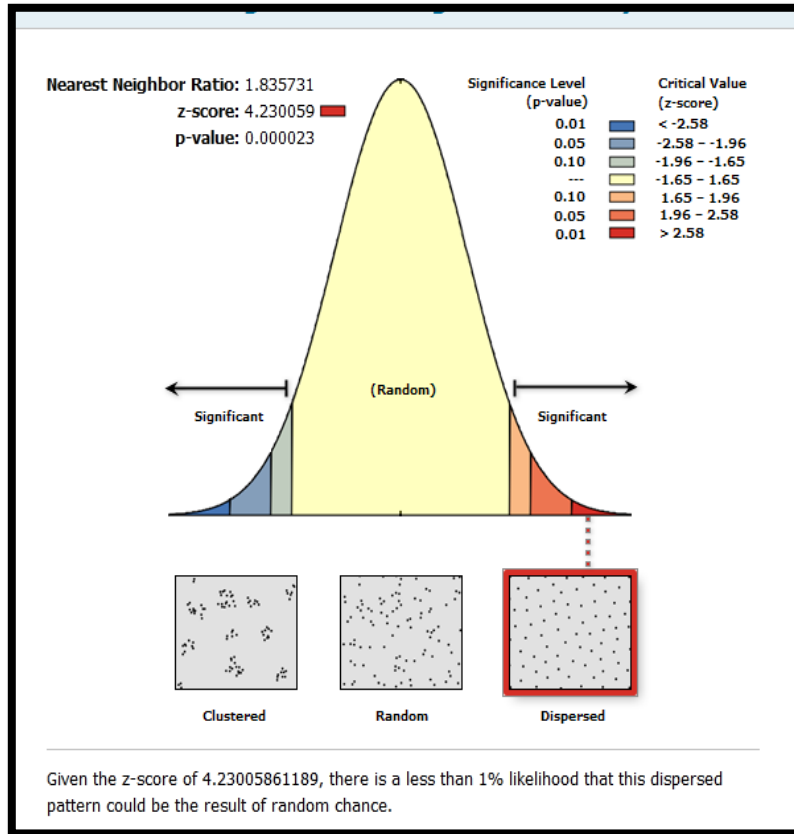 Nearest Neighbor Ratio: 1.835731
z-score: 4.230059
p-value: 0.000023
Significance Level Critical Value
(p-value) (z-score)
0.01 < -2.58
0.05 -2.58 – -1.96
0.10 -1.96 – -1.65
--- -1.65 – 1.65
0.10 1.65 – 1.96
0.05 1.96 – 2.58
0.01 > 2.58
(Random)
Significant Significant
Clustered Random Dispersed
Given the z-score of 4.23005861189, there is a less than 1% likelihood that this dispersed
pattern could be the result of random chance.